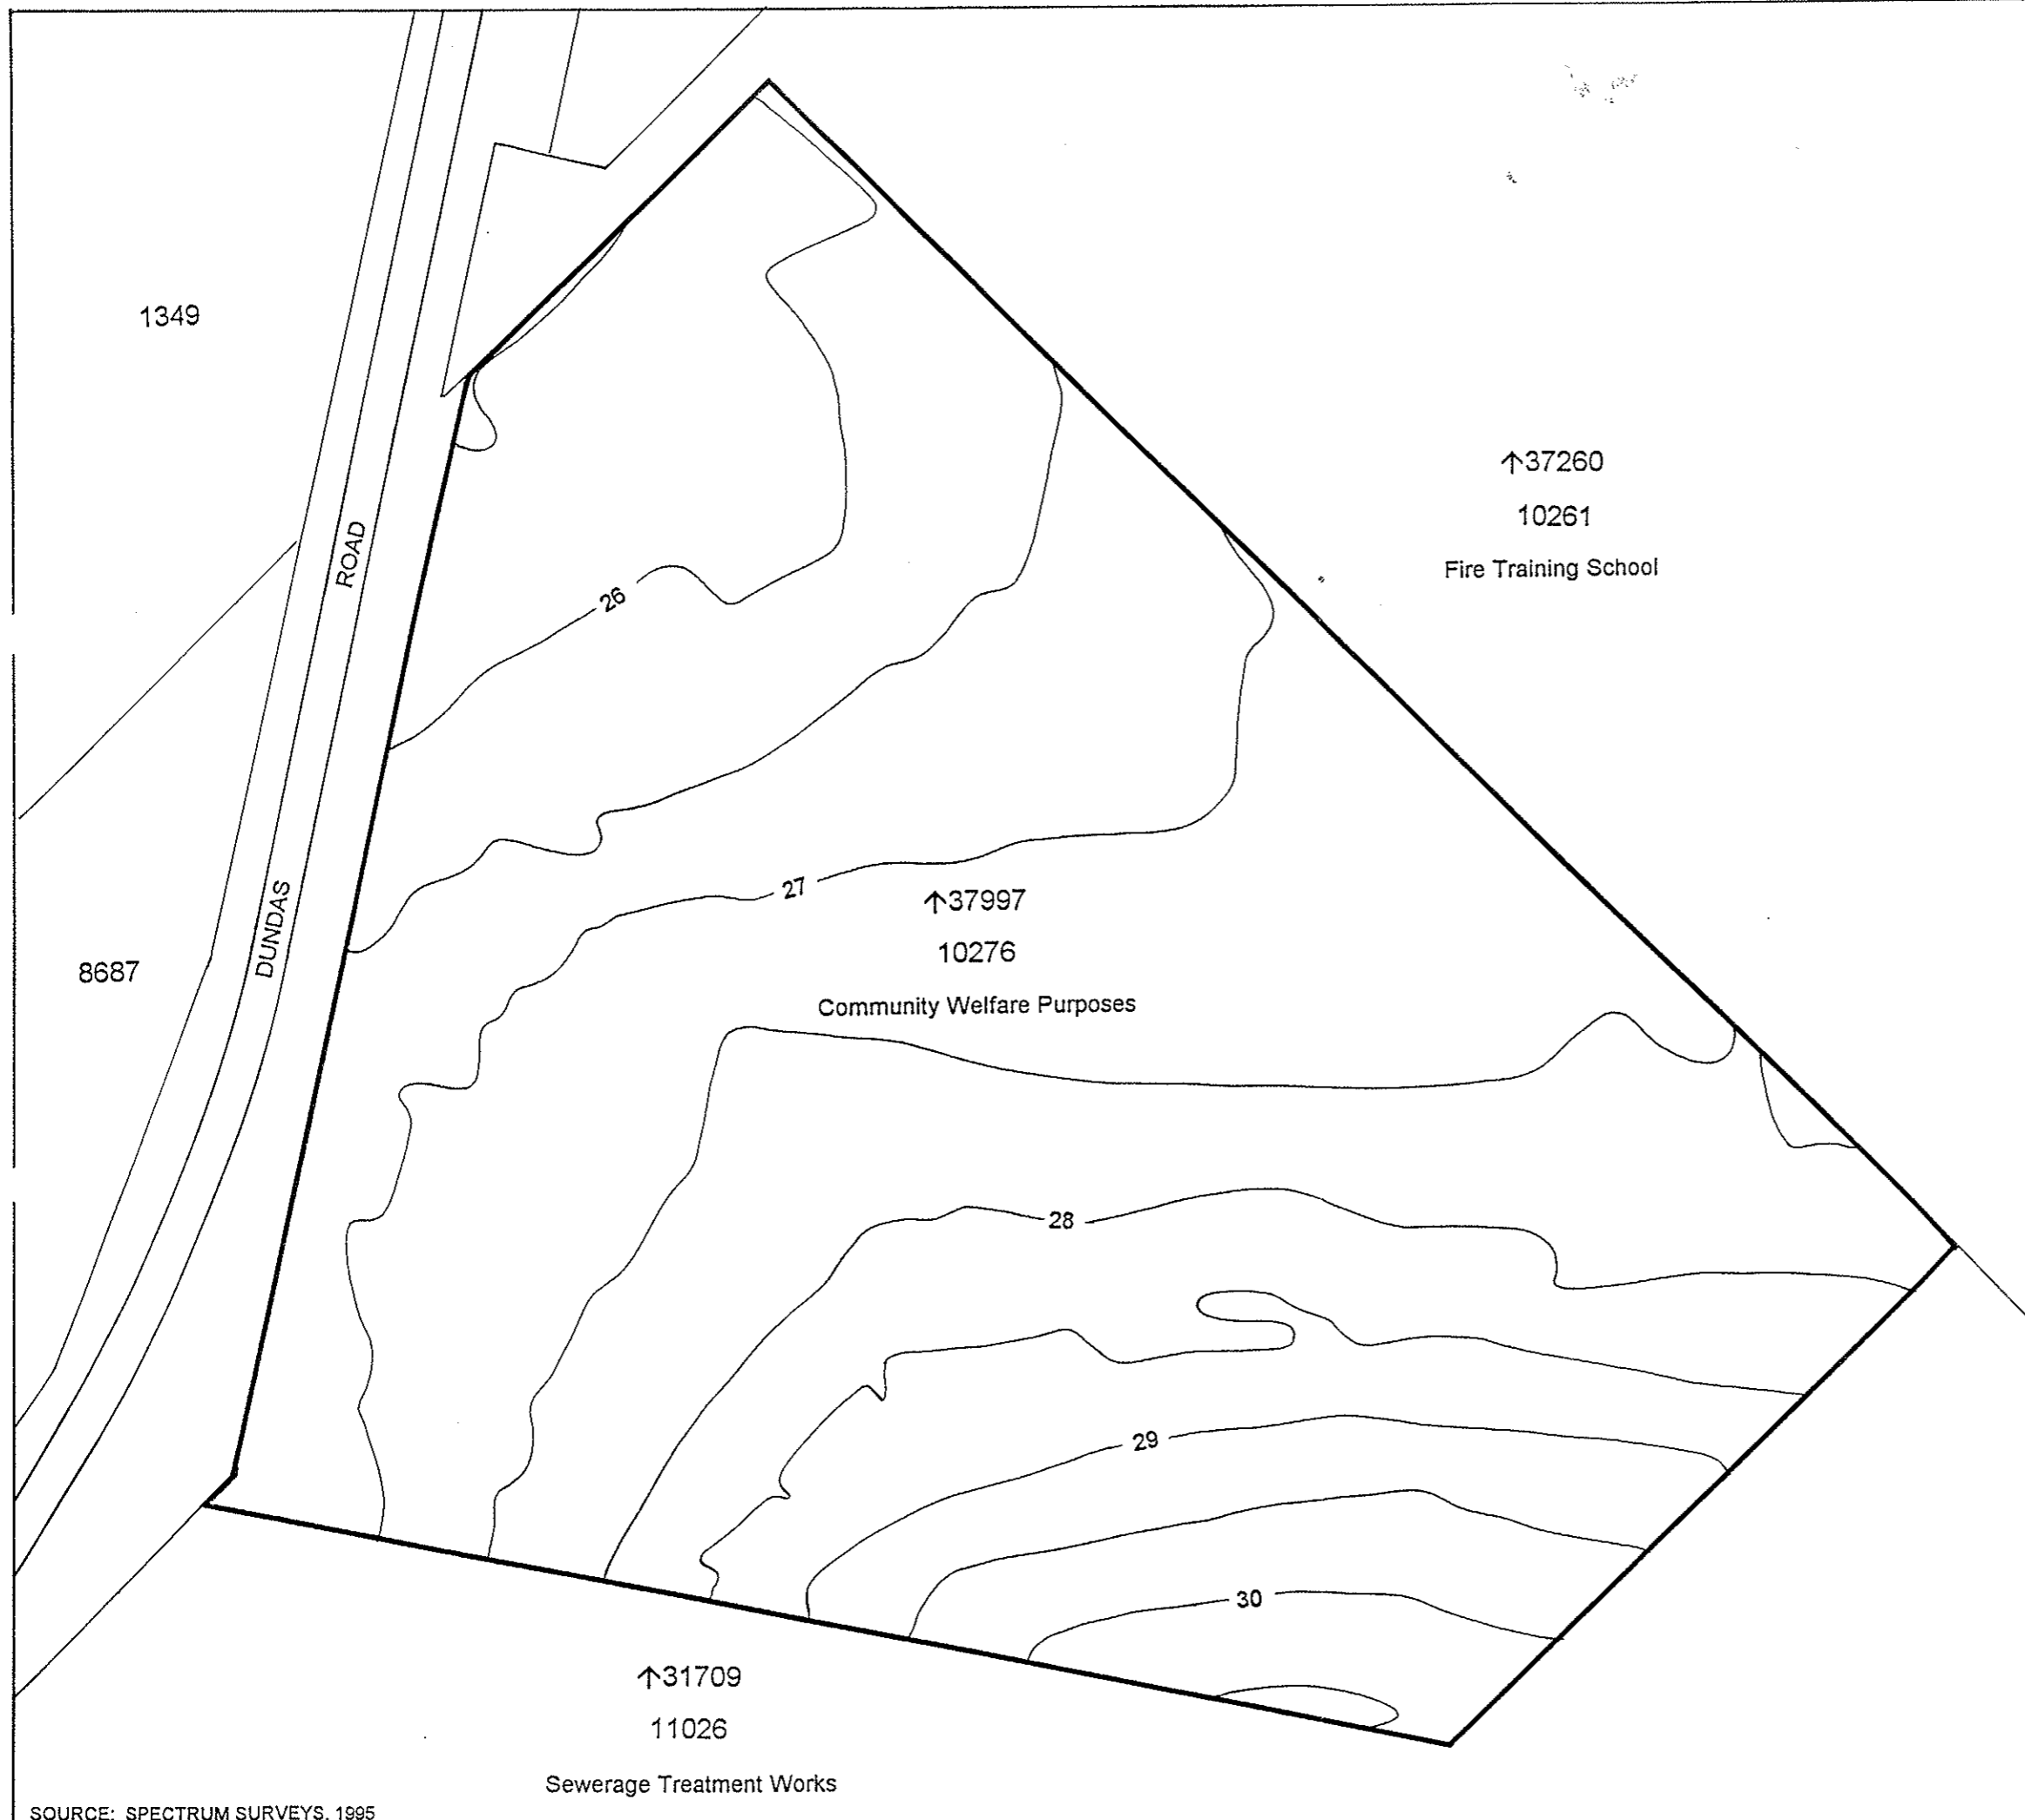 1349
↑37260
10261
Fire Training School
ROAD
26
27
↑37997
10276
Community Welfare Purposes
DUNDAS
8687
28
29
30
↑31709
11026
Sewerage Treatment Works
SOURCE: SPECTRUM SURVEYS, 1995